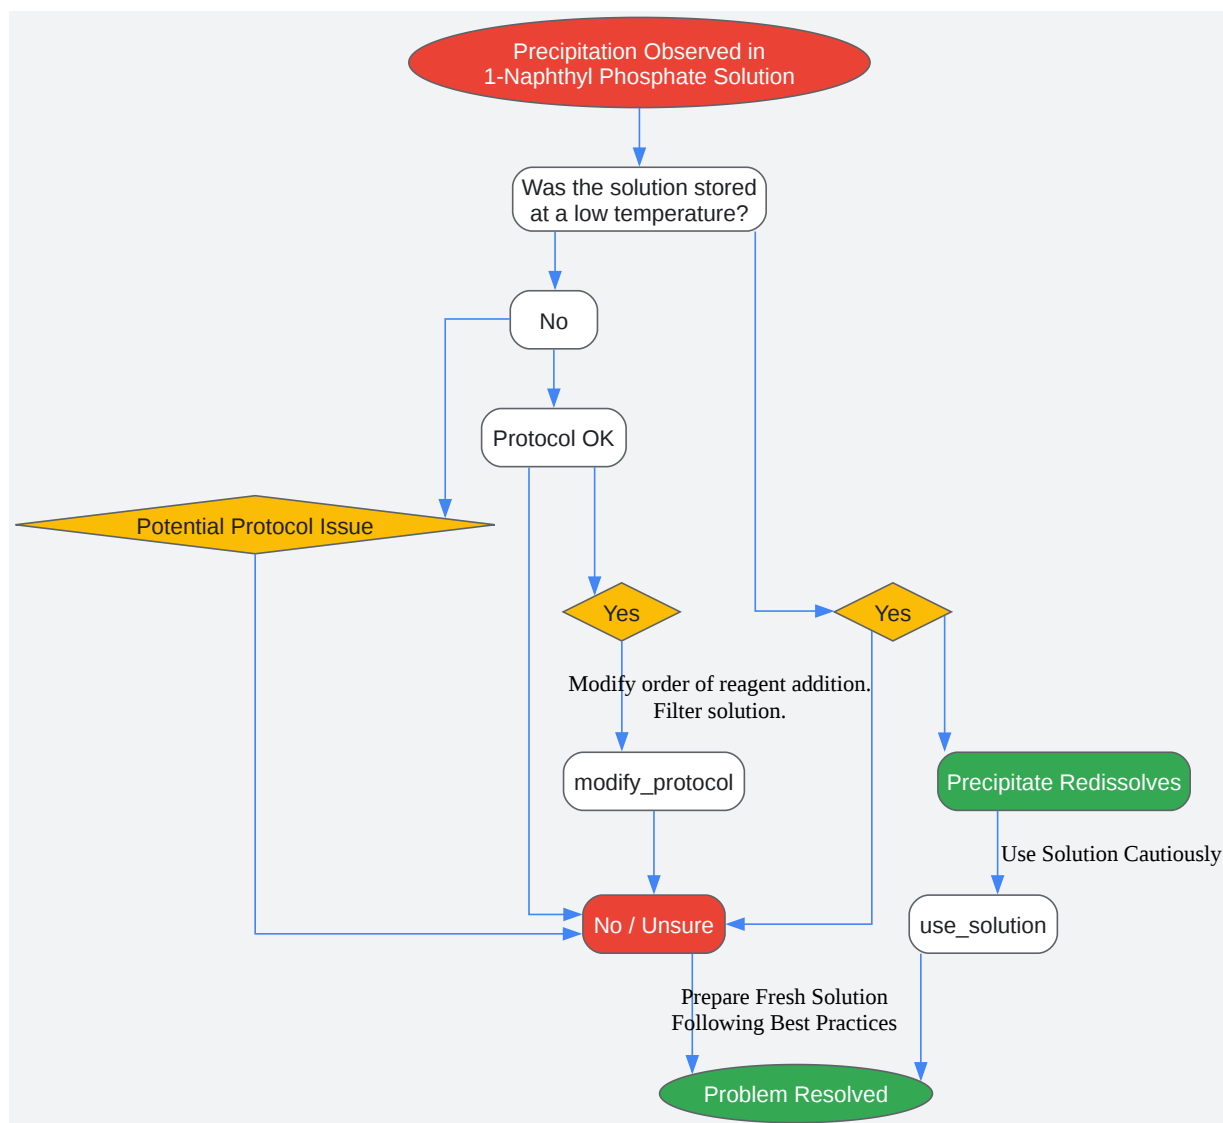 Precipitation Observed in
1-Naphthyl Phosphate Solution
Was the solution stored
at a low temperature?
No
Protocol OK
Potential Protocol Issue
Yes
Yes
Modify order of reagent addition.
Filter solution.
modify_protocol
Precipitate Redissolves
Use Solution Cautiously
No / Unsure
use_solution
Prepare Fresh Solution
Following Best Practices
Problem Resolved